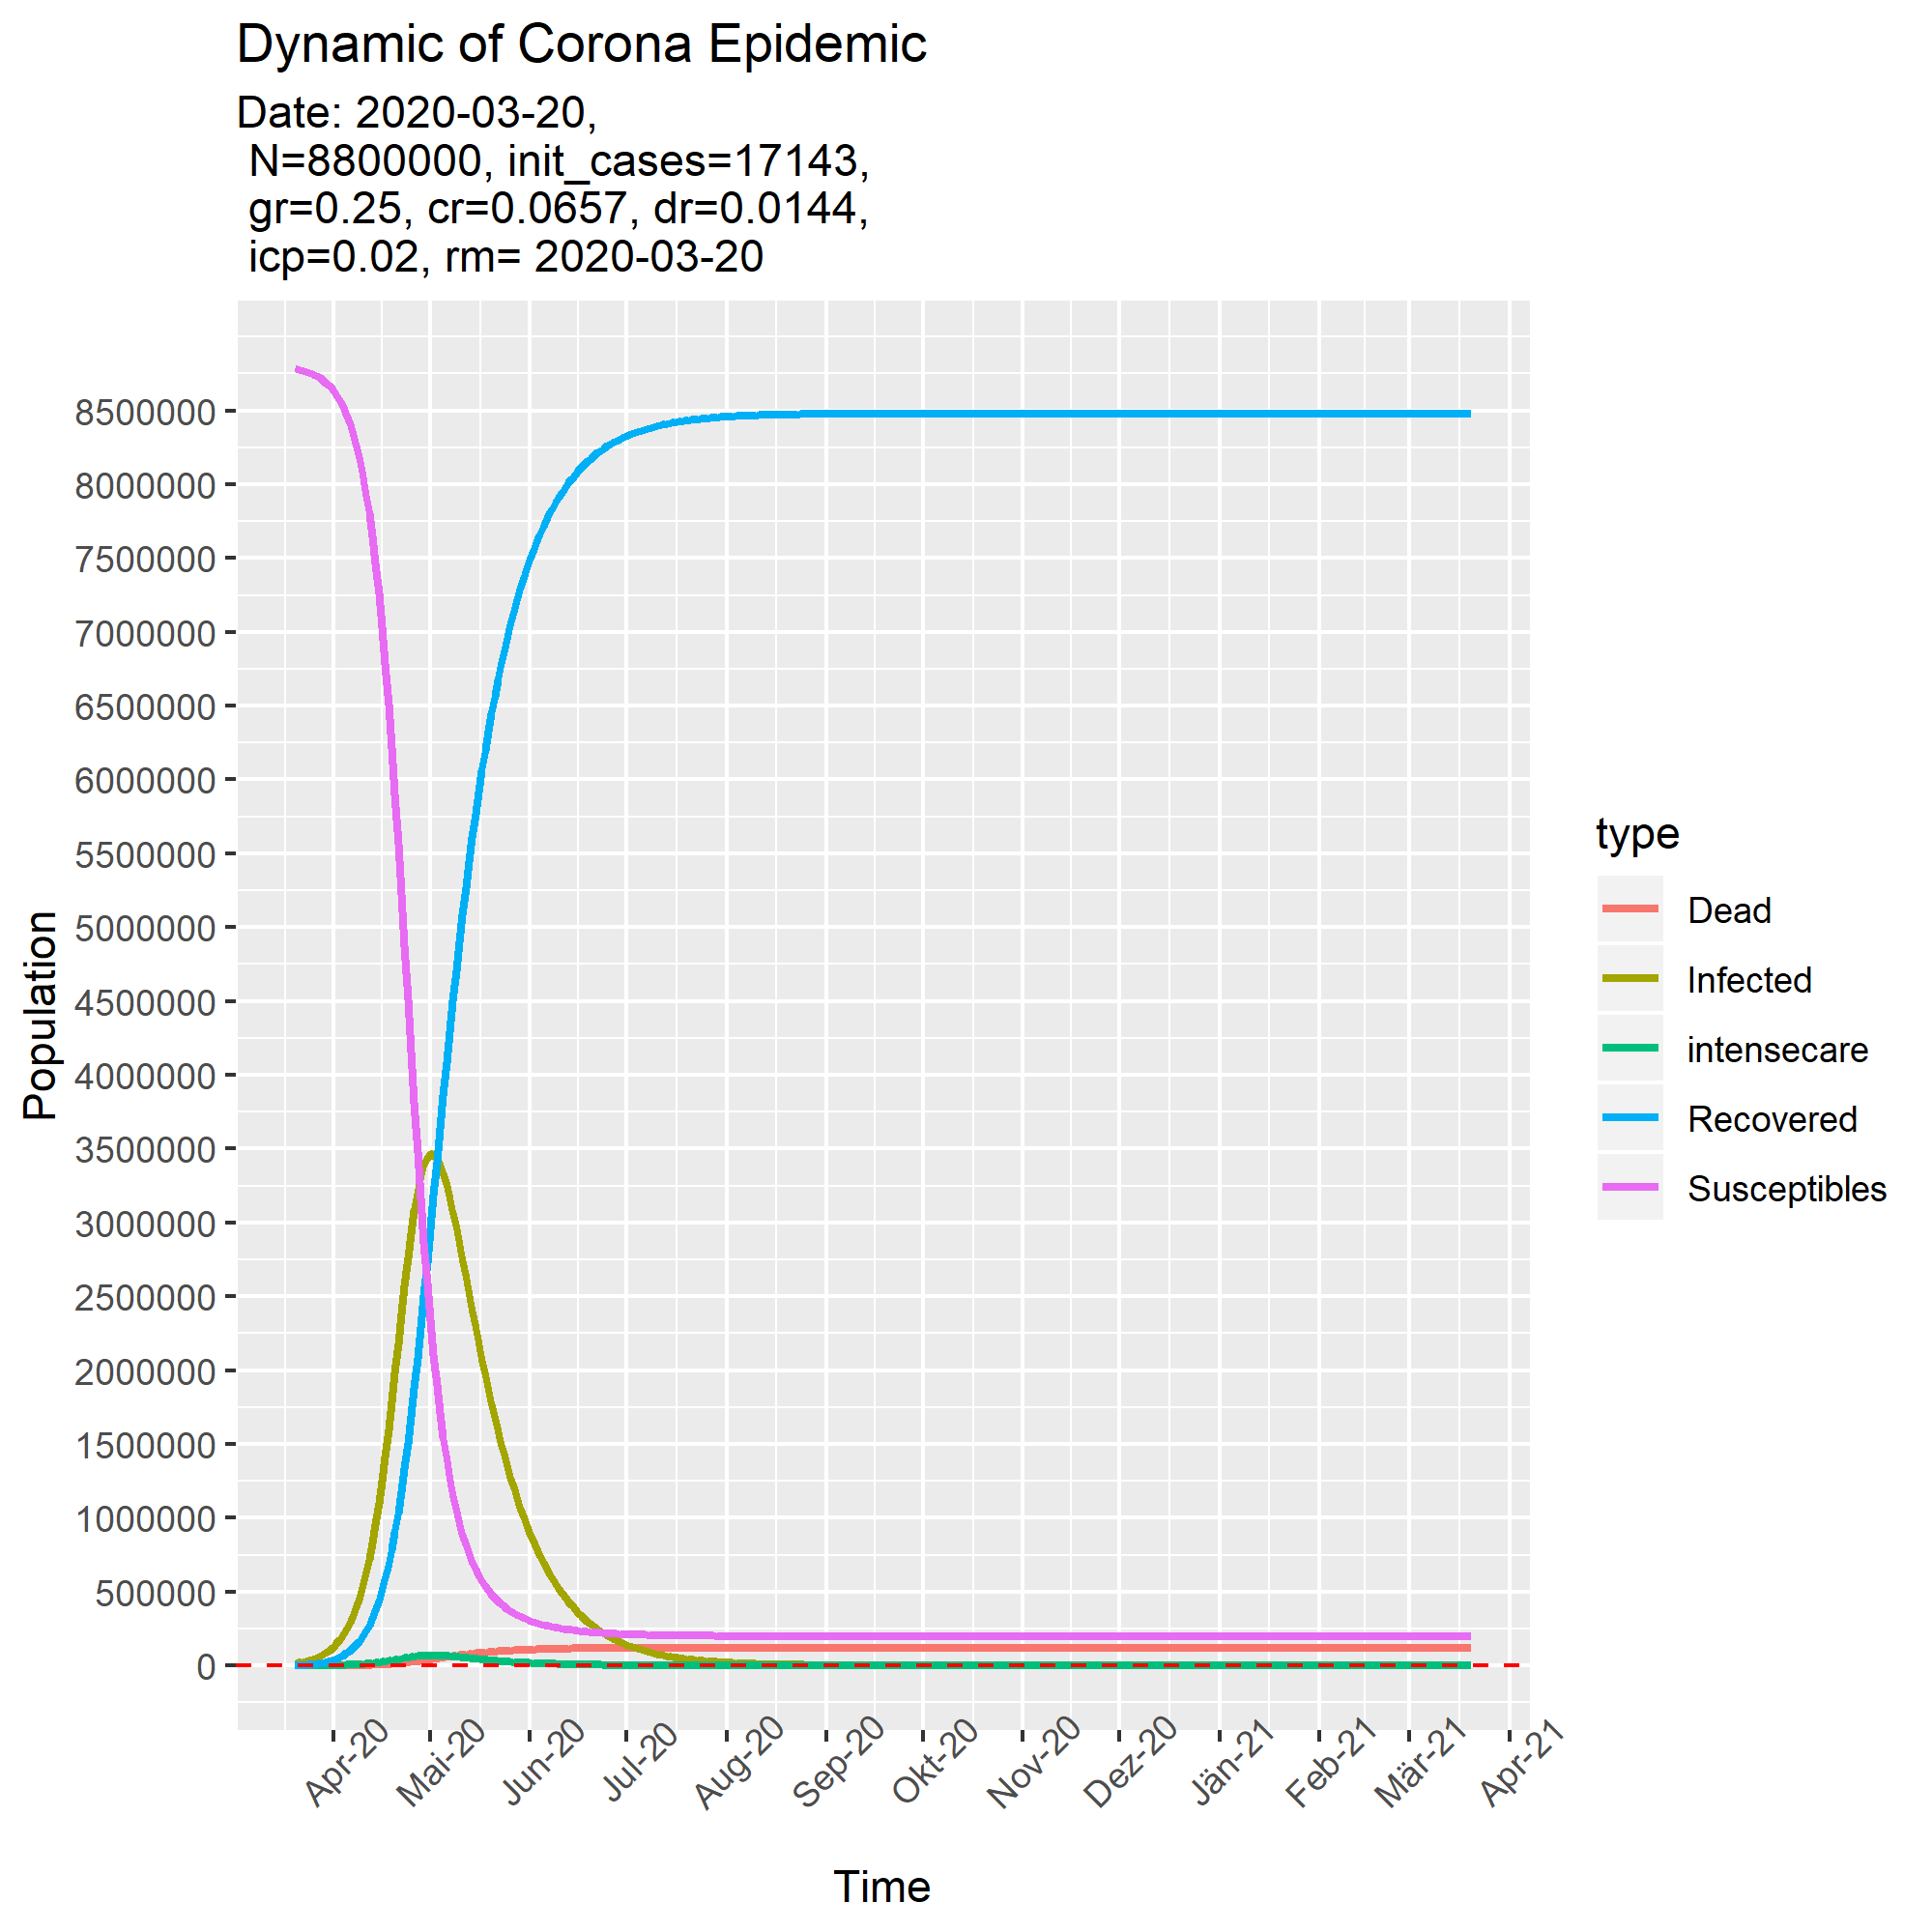 Dynamic of Corona Epidemic
Date: 2020-03-20,
N=8800000, init_cases=17143,
gr=0.25, cr=0.0657, dr=0.0144,
icp=0.02, rm= 2020-03-20
Population
8500000
8000000
7500000
7000000
6500000
6000000
5500000
5000000
4500000
4000000
3500000
3000000
2500000
2000000
1500000
1000000
500000
0
Apr-20
Mai-20
Jun-20
Jul-20
Aug-20
Sep-20
Okt-20
Nov-20
Dez-20
Jän-21
Feb-21
Mär-21
Apr-21
Time
type
Dead
Infected
intensecare
Recovered
Susceptibles